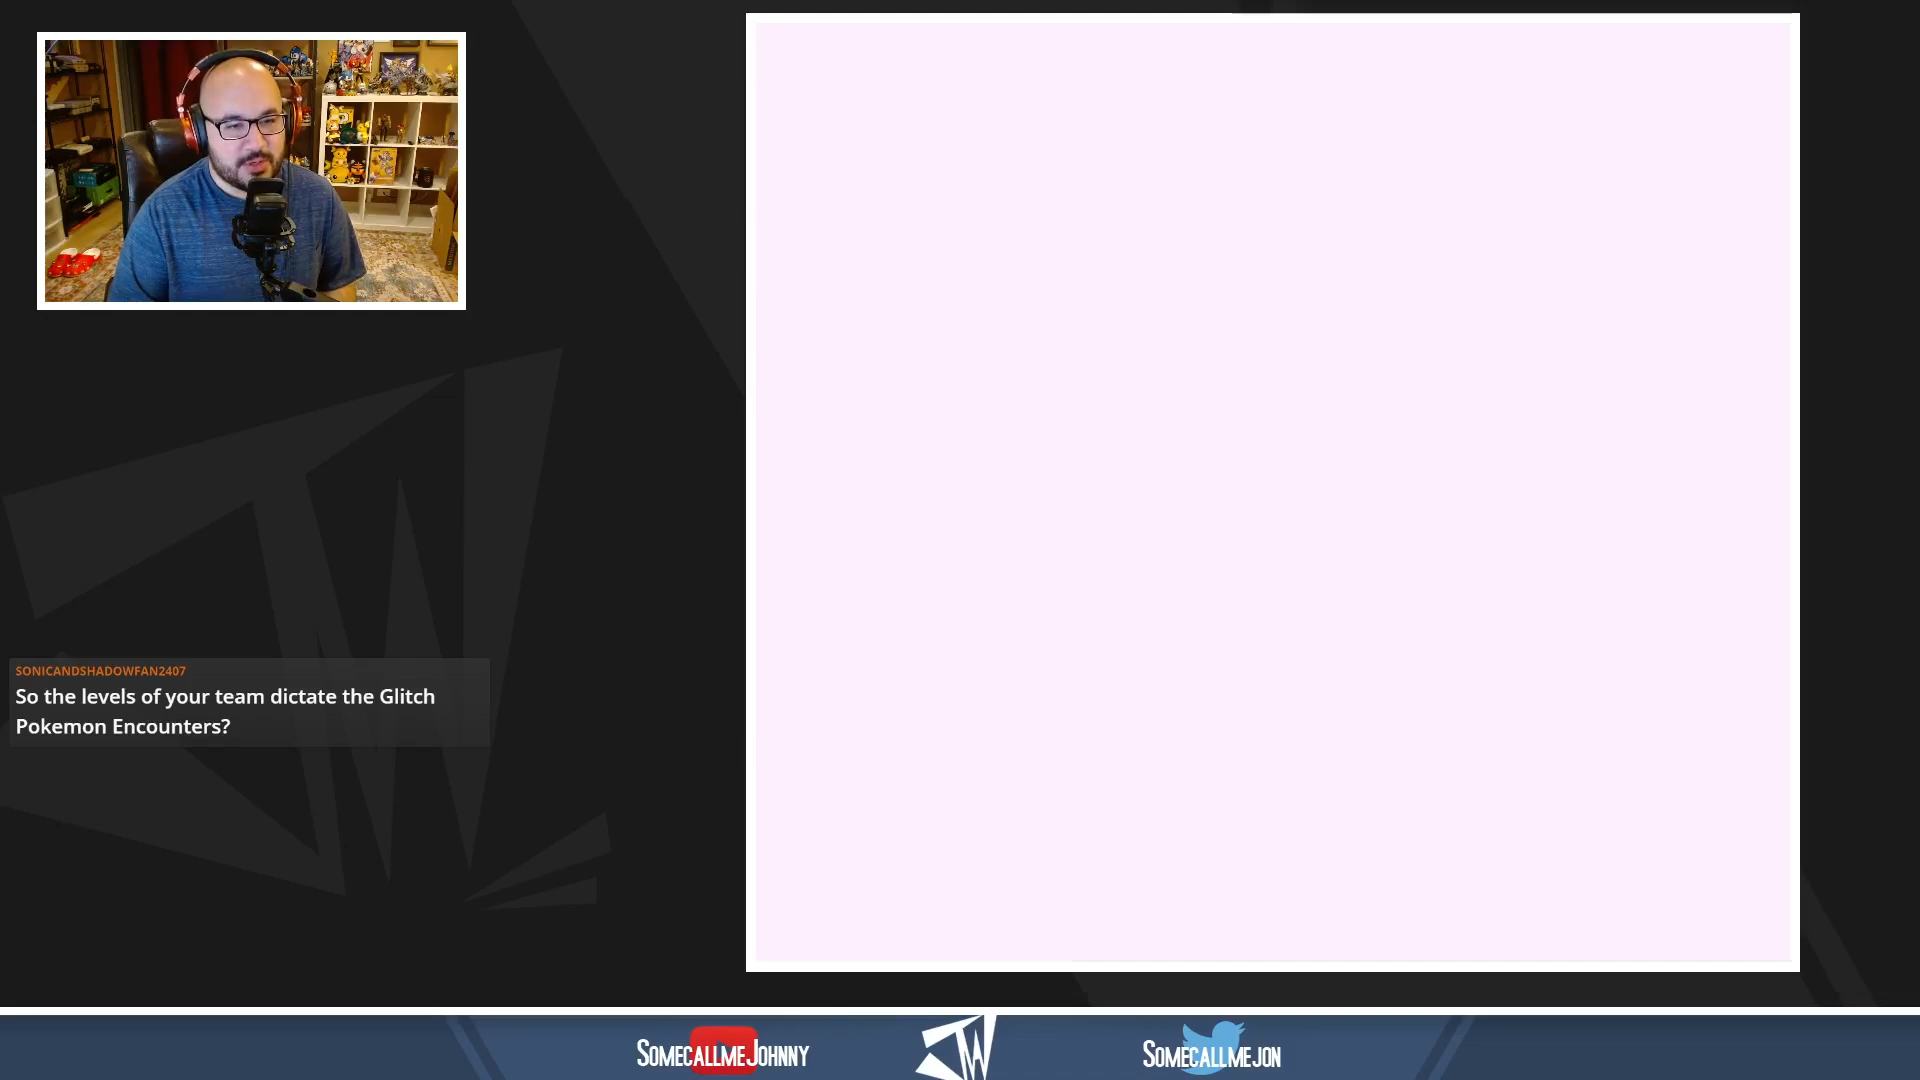 SONICANDSHADOWFAN2407
So the levels of your team dictate the Glitch
Pokemon Encounters?
SOMECALLMEJOHNNY
SOMECALLMEJON